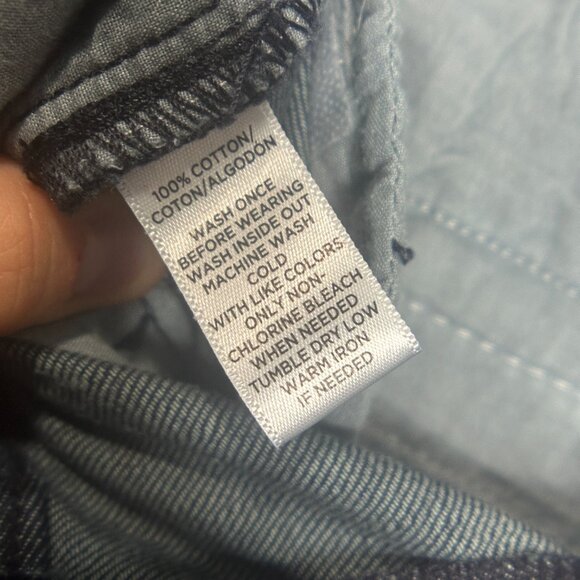 100% COTTON/
COTON/ALGODÓN
WASH ONCE
BEFORE WEARING
WASH INSIDE OUT
MACHINE WASH
COLD
WITH LIKE COLORS
ONLY NON-
CHLORINE BLEACH
WHEN NEEDED
TUMBLE DRY LOW
WARM IRON
IF NEEDED